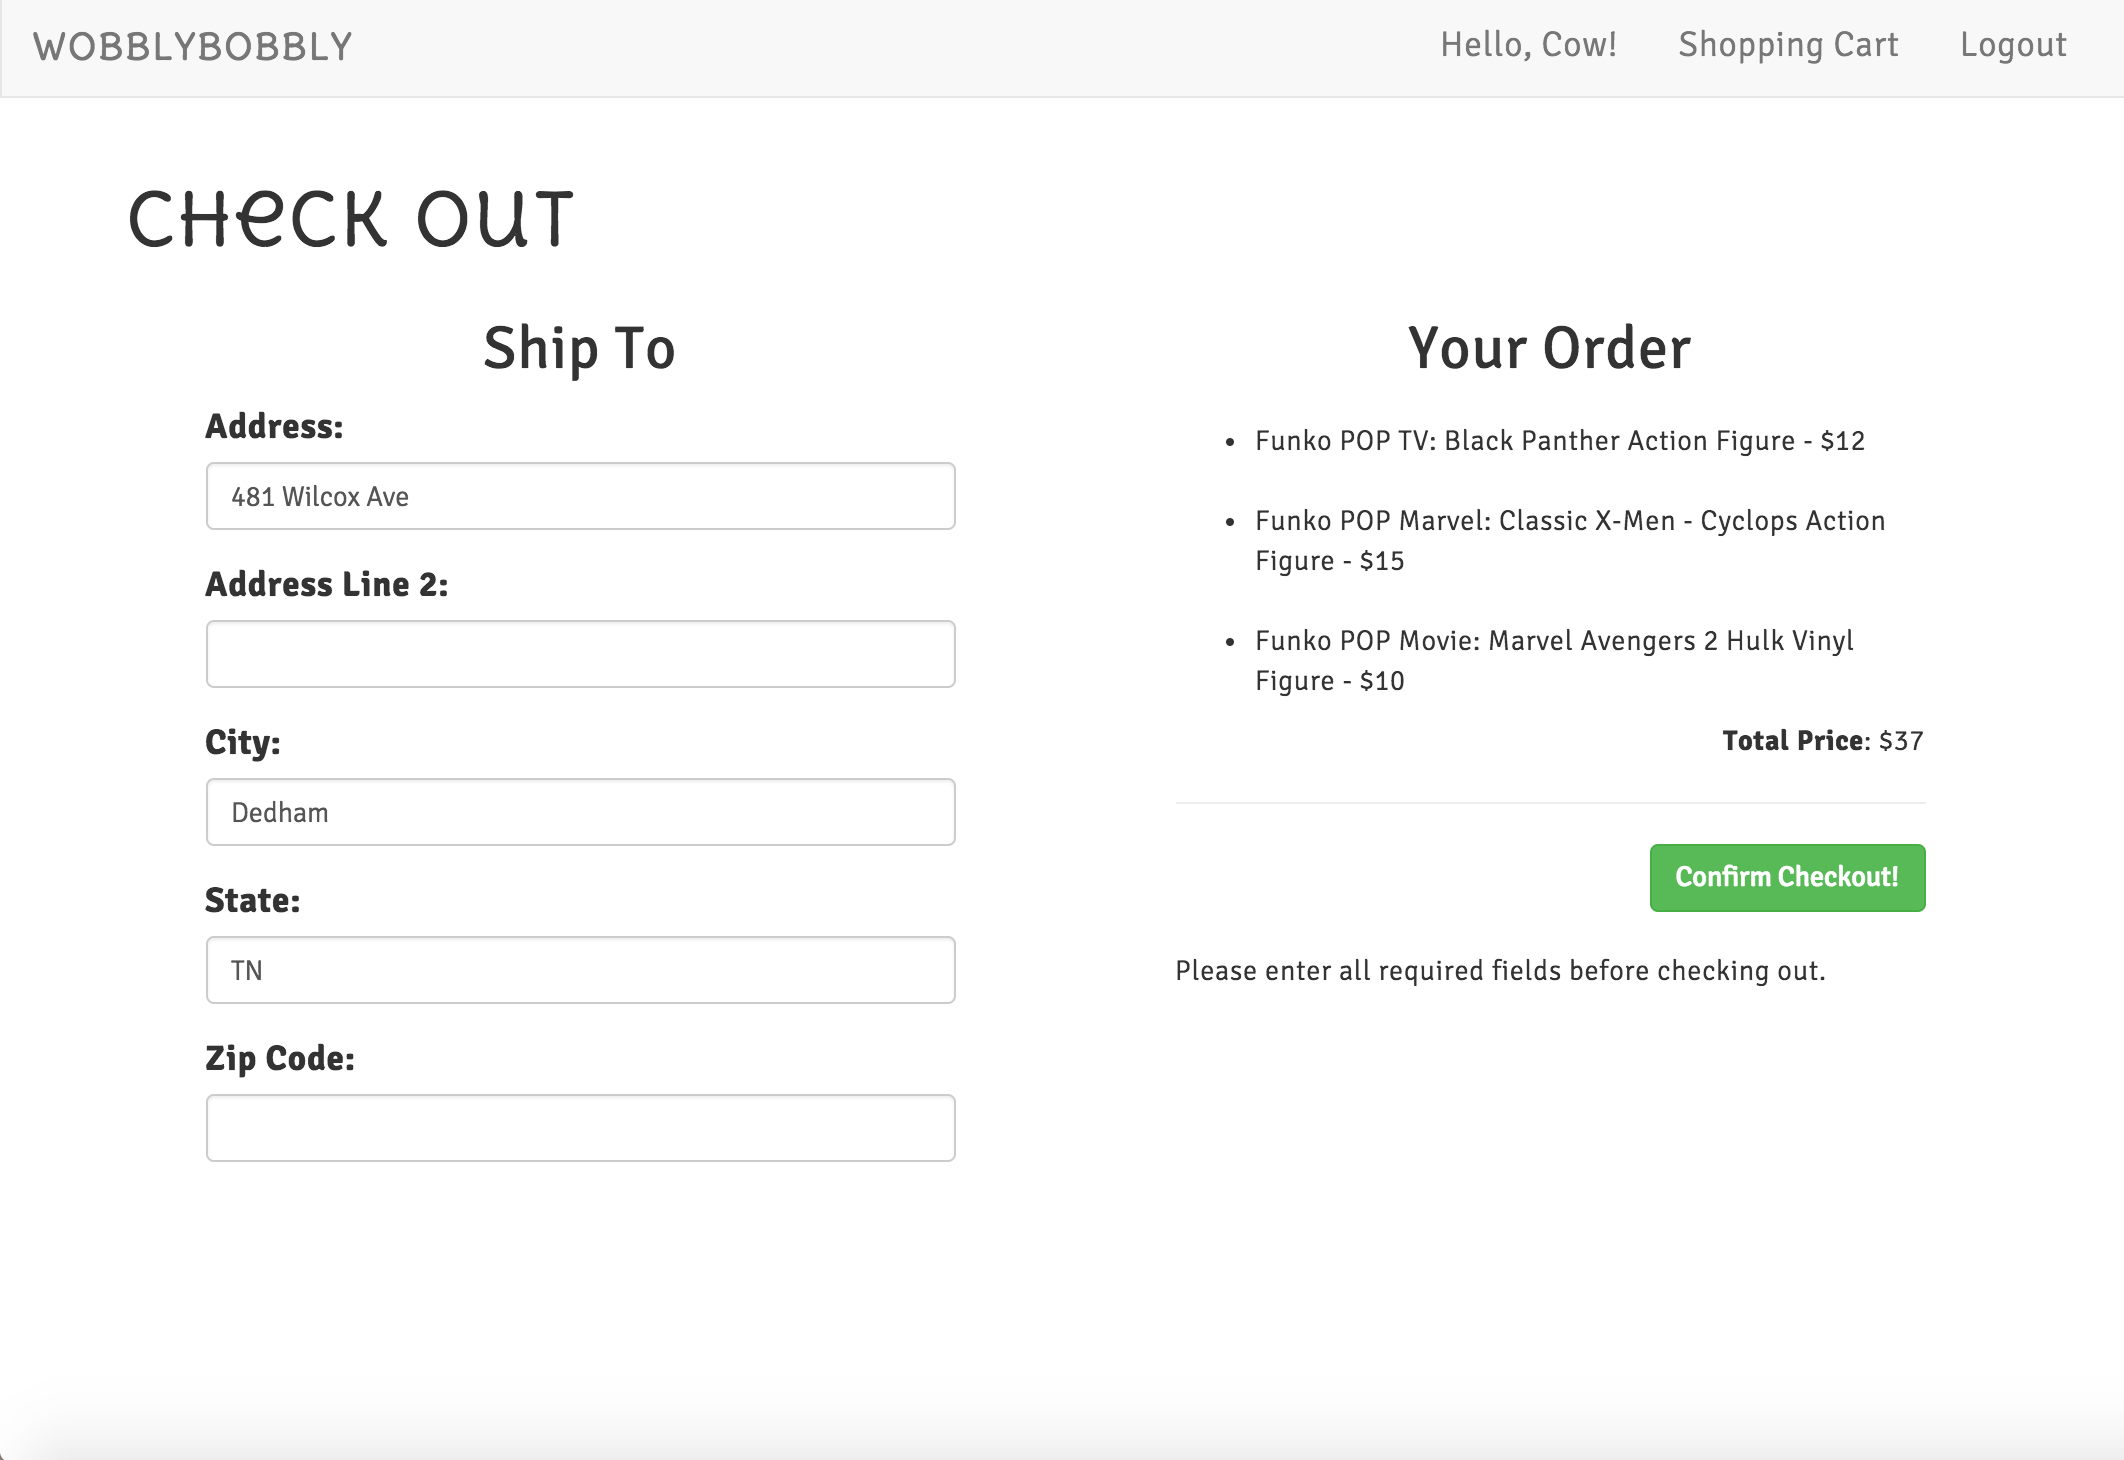 WOBBLYBOBBLY
Hello, Cow!
Shopping Cart
Logout
CHeCK OUT
Ship To
Address:
481 Wilcox Ave
Address Line 2:
City:
Dedham
State:
TN
Zip Code:
Your Order
• Funko POP TV: Black Panther Action Figure - $12
• Funko POP Marvel: Classic X-Men - Cyclops Action
Figure - $15
• Funko POP Movie: Marvel Avengers 2 Hulk Vinyl
Figure - $10
Total Price: $37
Confirm Checkout!
Please enter all required fields before checking out.